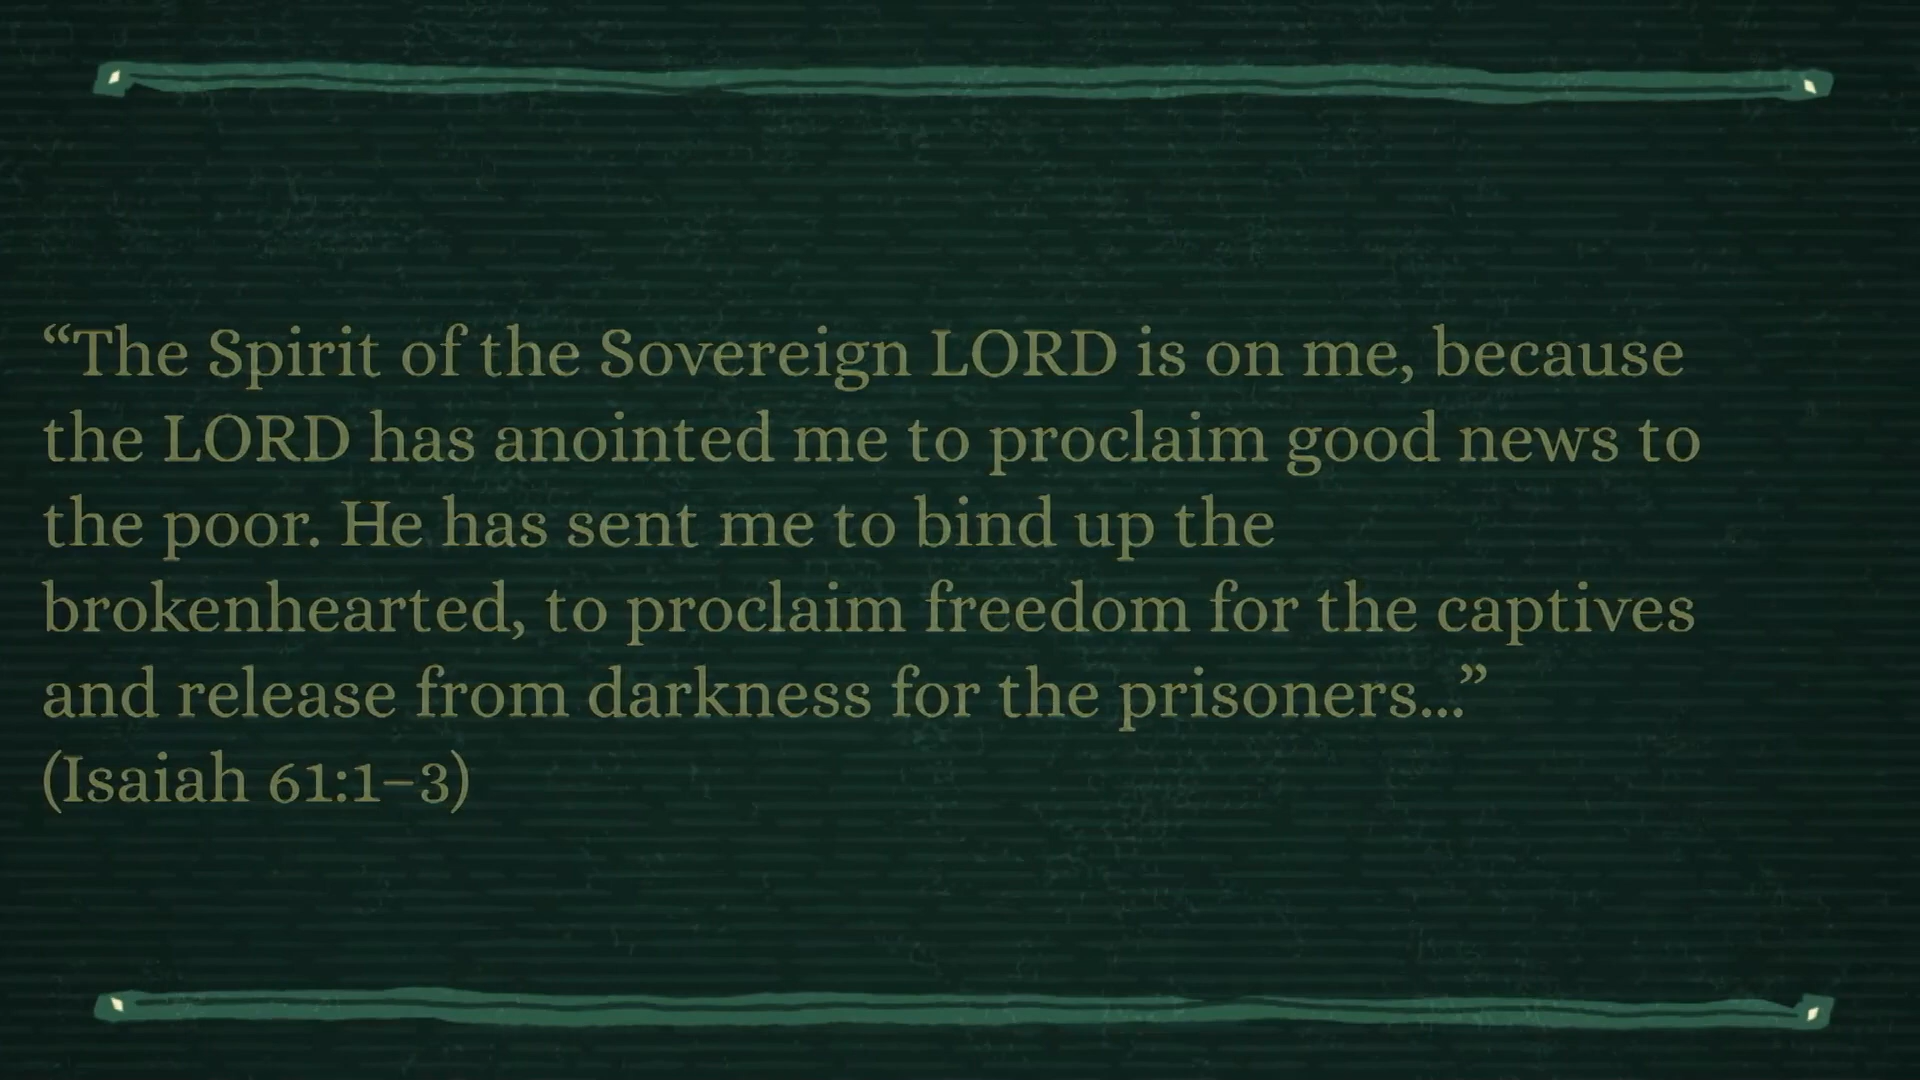 “The Spirit of the Sovereign LORD is on me, because
the LORD has anointed me to proclaim good news to
the poor. He has sent me to bind up the
brokenhearted, to proclaim freedom for the captives
and release from darkness for the prisoners...”
(Isaiah 61:1–3)